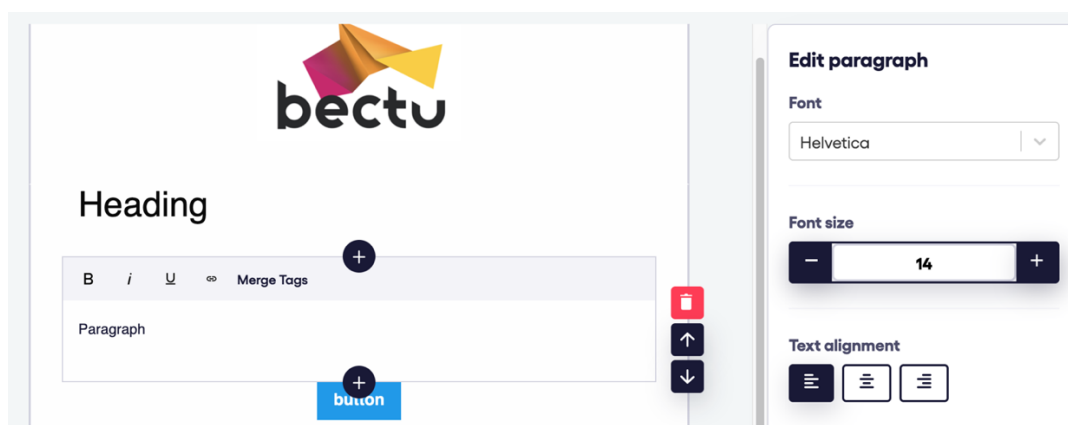 bectu
Heading
B i U Merge Tags
Paragraph
button
Edit paragraph
Font
Helvetica
Font size
− 14 +
Text alignment